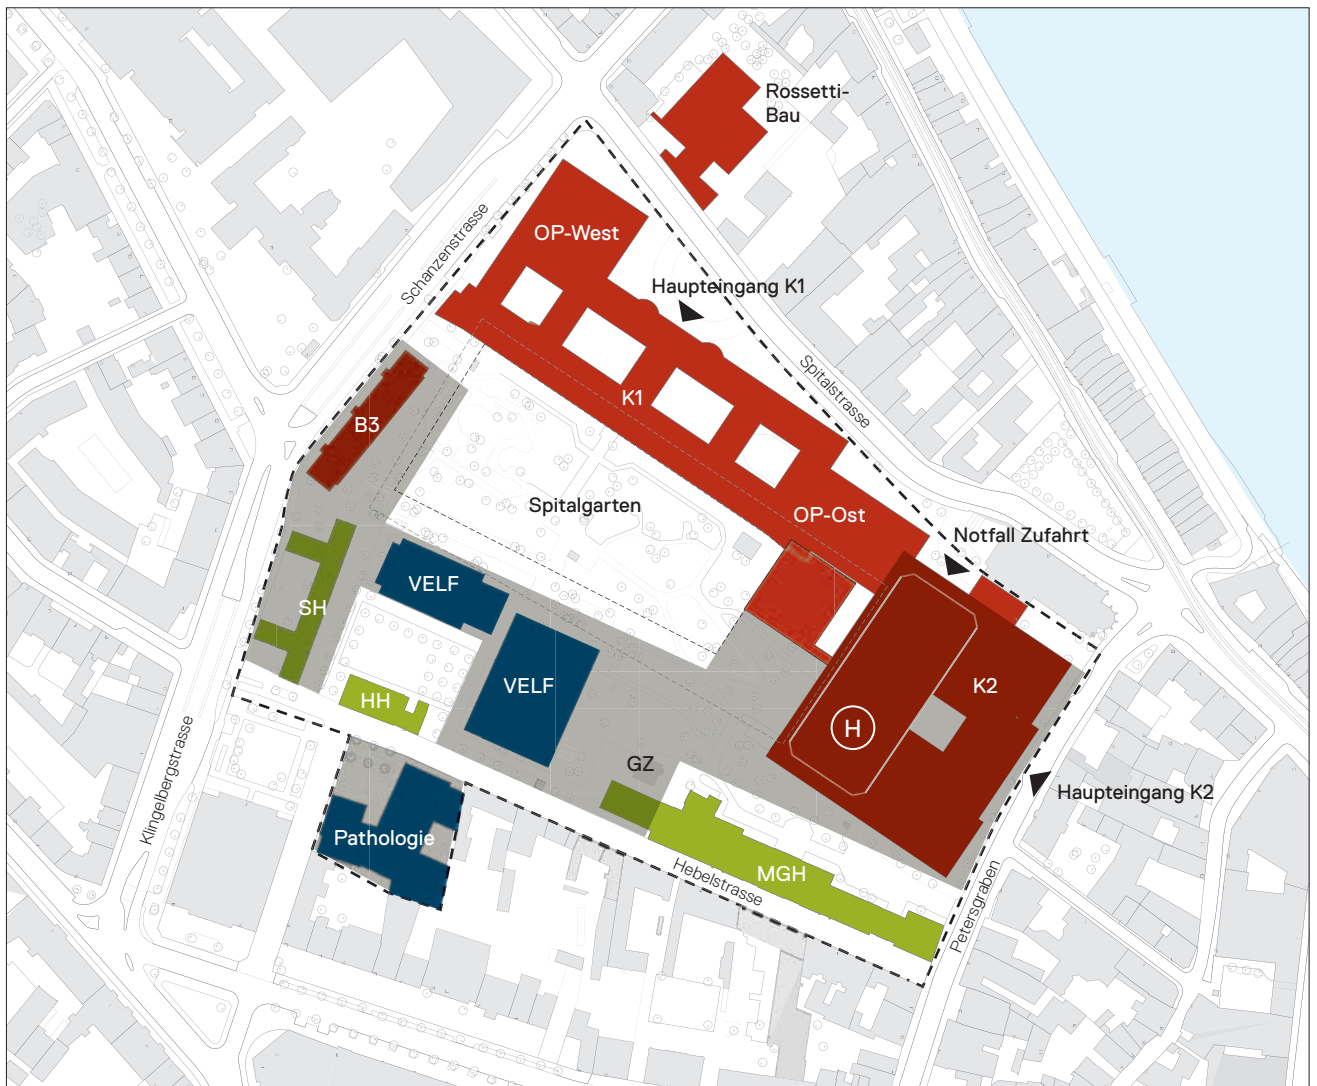 Rossetti-
Bau
OP-West
Schanzenstrasse
Haupteingang K1
Spitalstrasse
K1
B3
Spitalgarten
OP-Ost
Notfall Zufahrt
VELF
SH
VELF
K2
HH
H
GZ
Haupteingang K2
Klingelbergstrasse
Pathologie
MGH
Hebelstrasse
Petersgraben